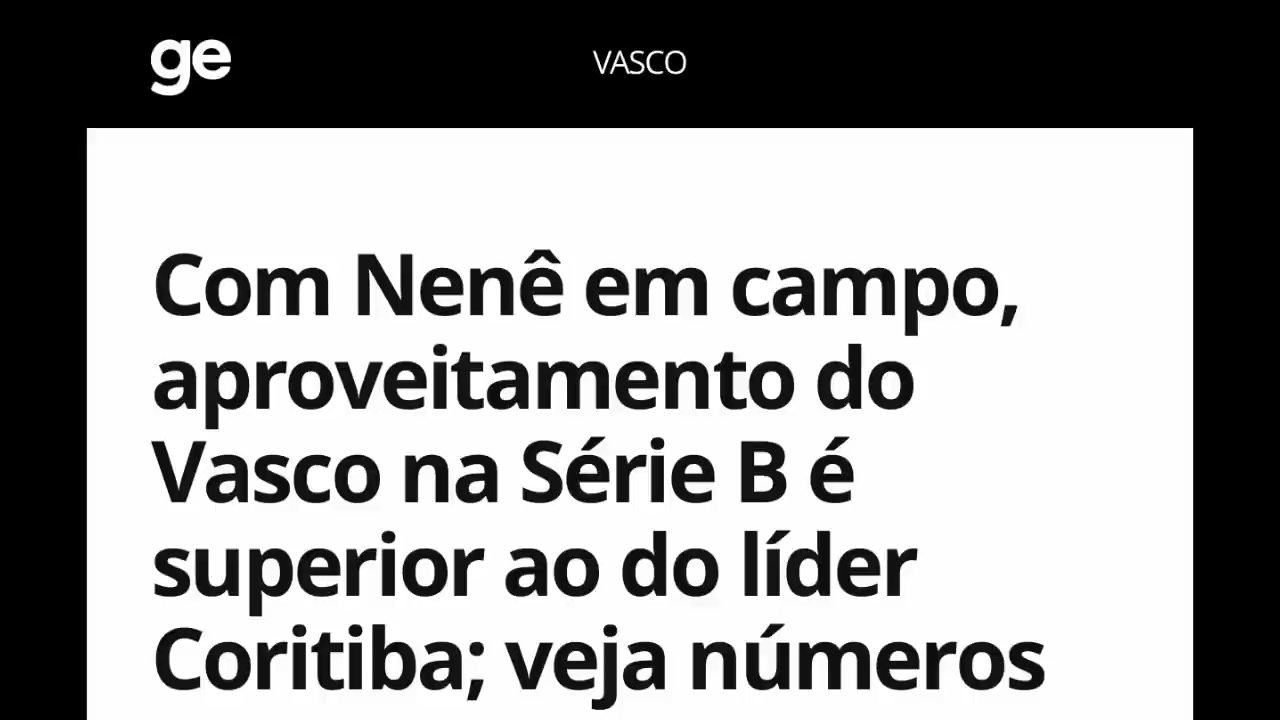 ge
VASCO
Com Nenê em campo,
aproveitamento do
Vasco na Série B é
superior ao do líder
Coritiba; veja números